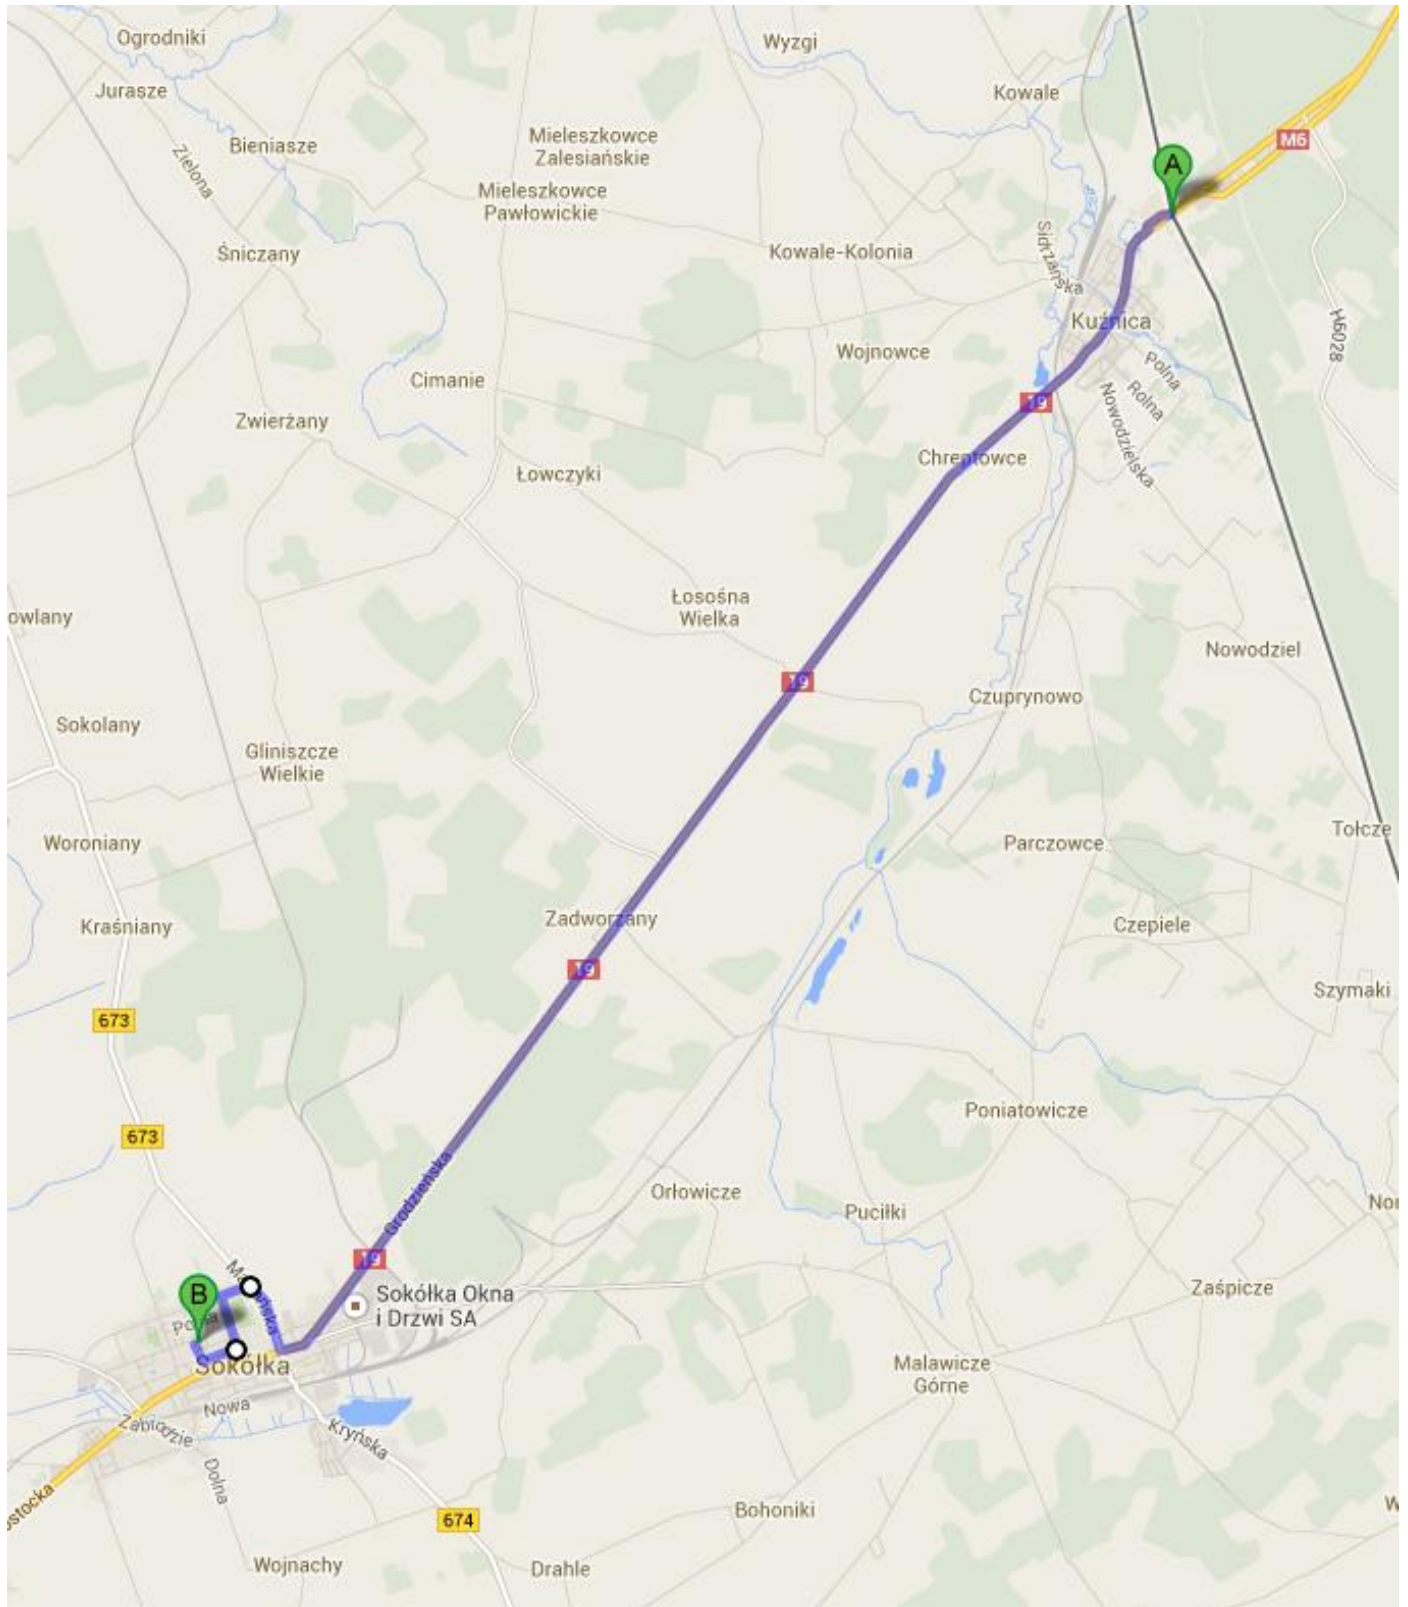 Ogrodniki
Wyzgi
Jurasze
Kowale
Zielona
Bieniasze
Mieleszkowce
Zalesiańskie
M6
A
Mieleszkowce
Pawłowickie
Śniczany
Kowale-Kolonia
Sidrzańska
Kuźnica
H6028
Wojnowce
Polna
Cimanie
Rolna
19
Nowodzielska
Zwierżany
Chreptowce
Łowczyki
Łosośna
Wielka
owlany
Nowodziel
19
Czuprynowo
Sokolany
Gliniszcze
Wielkie
Tołcze
Woroniany
Parczowce
Zadworzany
Kraśniany
Czepiele
19
Szymaki
673
Poniatowicze
673
Grodzieńska
Orłowicze
Puciłki
Nor
19
B
Zaśpicze
Sokółka Okna
i Drzwi SA
Sokółka
Malawicze
Górne
Nowa
Kryńska
Dolna
ostocka
674
Bohoniki
W
Wojnachy
Drahle